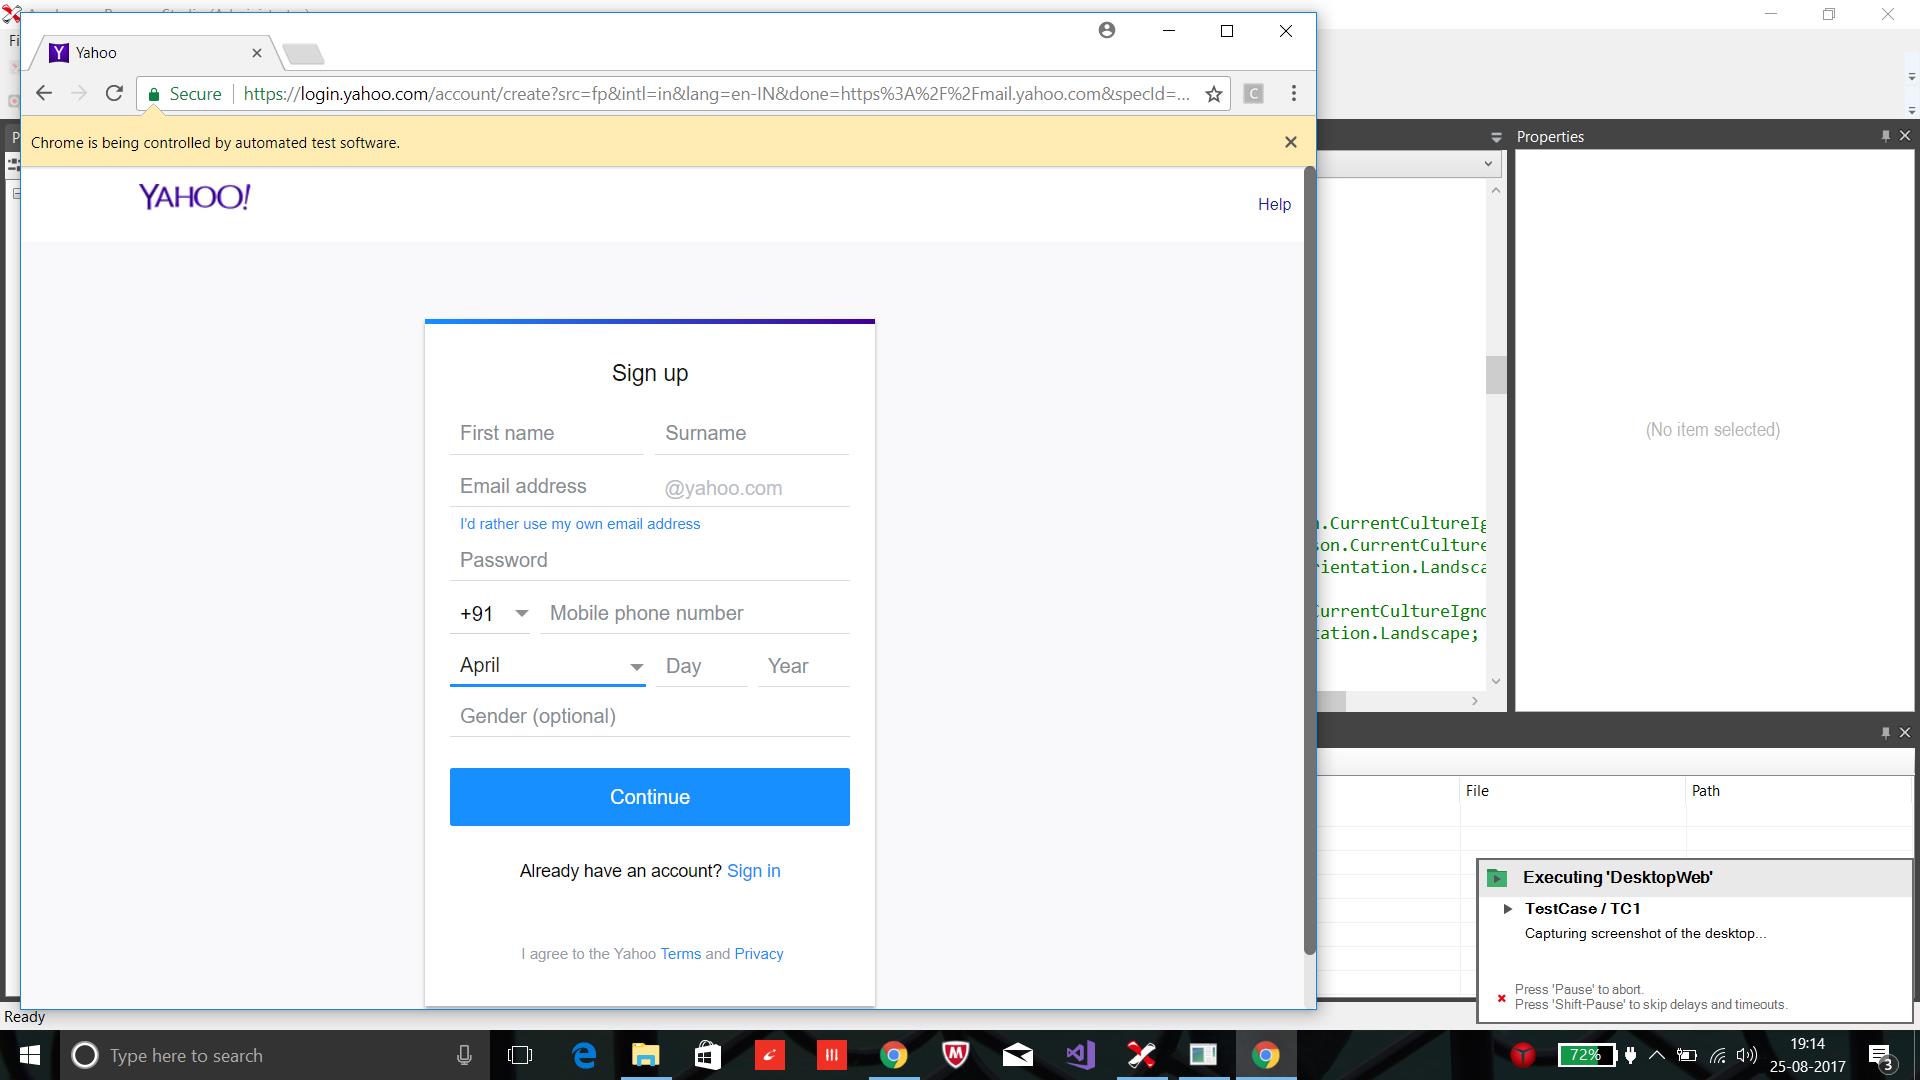 Yahoo
Secure
https://login.yahoo.com/account/create?src=fp&intl=in&lang=en-IN&done=https%3A%2F%2Fmail.yahoo.com&specId=...
C
Chrome is being controlled by automated test software.
YAHOO!
Help
Sign up
First name
Surname
Email address
@yahoo.com
I'd rather use my own email address
Password
+91
Mobile phone number
April
Day
Year
Gender (optional)
Continue
Already have an account? Sign in
I agree to the Yahoo Terms and Privacy
Properties
(No item selected)
.CurrentCultureIg
son.CurrentCulture
rientation.Landsca
CurrentCultureIgno
tation.Landscape;
File
Path
Executing 'DesktopWeb'
TestCase / TC1
Capturing screenshot of the desktop...
Press 'Pause' to abort.
Press 'Shift-Pause' to skip delays and timeouts.
Ready
Type here to search
72%
19:14
25-08-2017
3